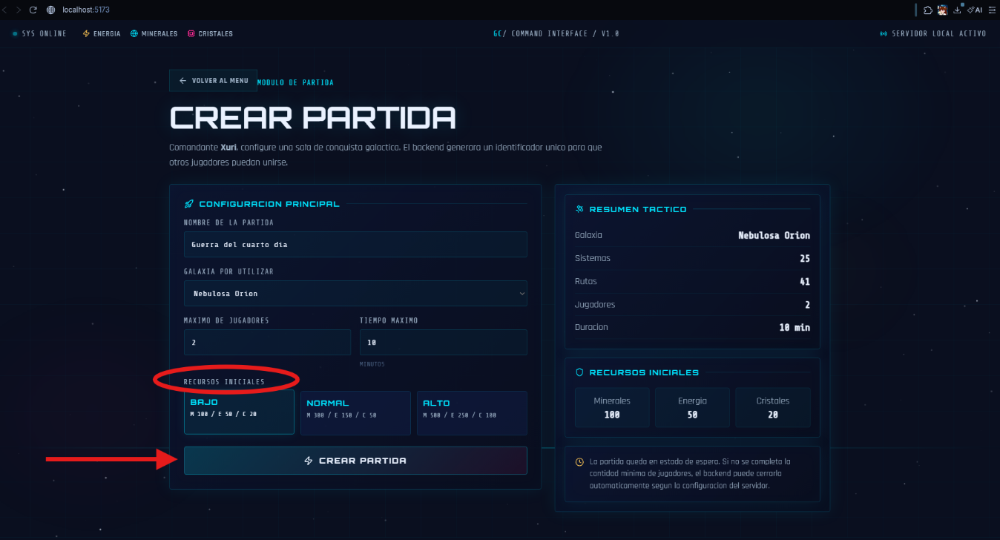 localhost:5173
AI
SYS ONLINE
ENERGIA
MINERALES
CRISTALES
GC/ COMMAND INTERFACE / V1.0
SERVIDOR LOCAL ACTIVO
VOLVER AL MENU
MODULO DE PARTIDA
CREAR PARTIDA
Comandante Xuri, configure una sala de conquista galactica. El backend generara un identificador unico para que
otros jugadores puedan unirse.
CONFIGURACION PRINCIPAL
NOMBRE DE LA PARTIDA
Guerra del cuarto dia
GALAXIA POR UTILIZAR
Nebulosa Orion
MAXIMO DE JUGADORES
TIEMPO MAXIMO
2
10
MINUTOS
RECURSOS INICIALES
BAJO
M 100 / E 50 / C 20
NORMAL
M 300 / E 150 / C 50
ALTO
M 500 / E 250 / C 100
CREAR PARTIDA
RESUMEN TACTICO
Galaxia Nebulosa Orion
Sistemas 25
Rutas 41
Jugadores 2
Duracion 10 min
RECURSOS INICIALES
Minerales
100
Energia
50
Cristales
20
La partida queda en estado de espera. Si no se completa la
cantidad minima de jugadores, el backend puede cerrarla
automaticamente segun la configuracion del servidor.